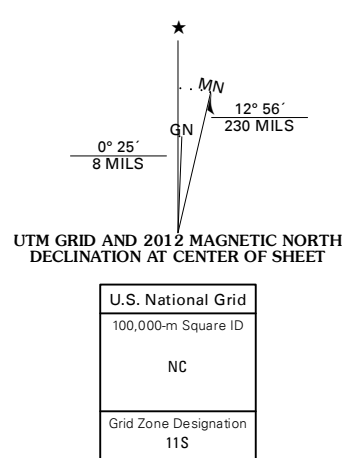 ★
MN
12° 56´
230 MILS
GN
0° 25´
8 MILS
UTM GRID AND 2012 MAGNETIC NORTH
DECLINATION AT CENTER OF SHEET
U.S. National Grid
100,000-m Square ID
NC
Grid Zone Designation
11S